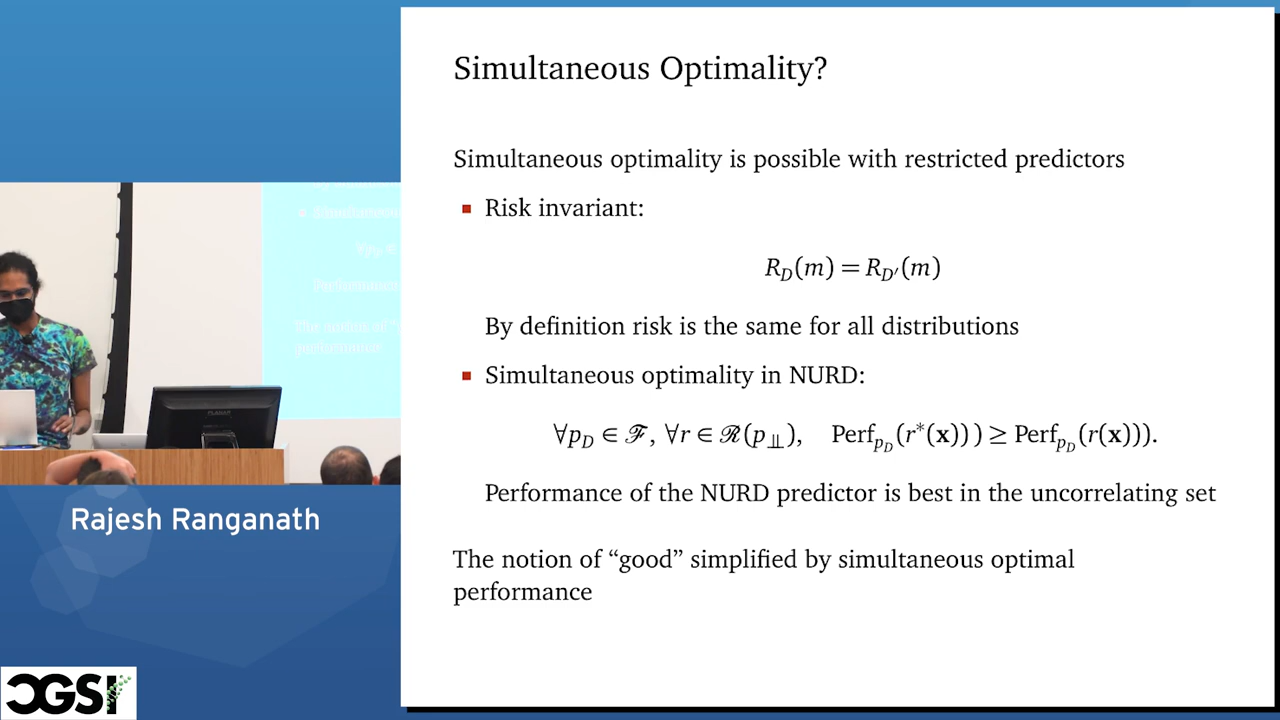 Simultaneous Optimality?
Simultaneous optimality is possible with restricted predictors
▪ Risk invariant:
R_D(m) = R_{D′}(m)
By definition risk is the same for all distributions
▪ Simultaneous optimality in NURD:
∀p_D ∈ ℱ, ∀r ∈ ℛ(p_⫫), Perf_{p_D}(r*(𝐱))) ≥ Perf_{p_D}(r(𝐱))).
Performance of the NURD predictor is best in the uncorrelating set
The notion of “good” simplified by simultaneous optimal
performance
Rajesh Ranganath
CGSI